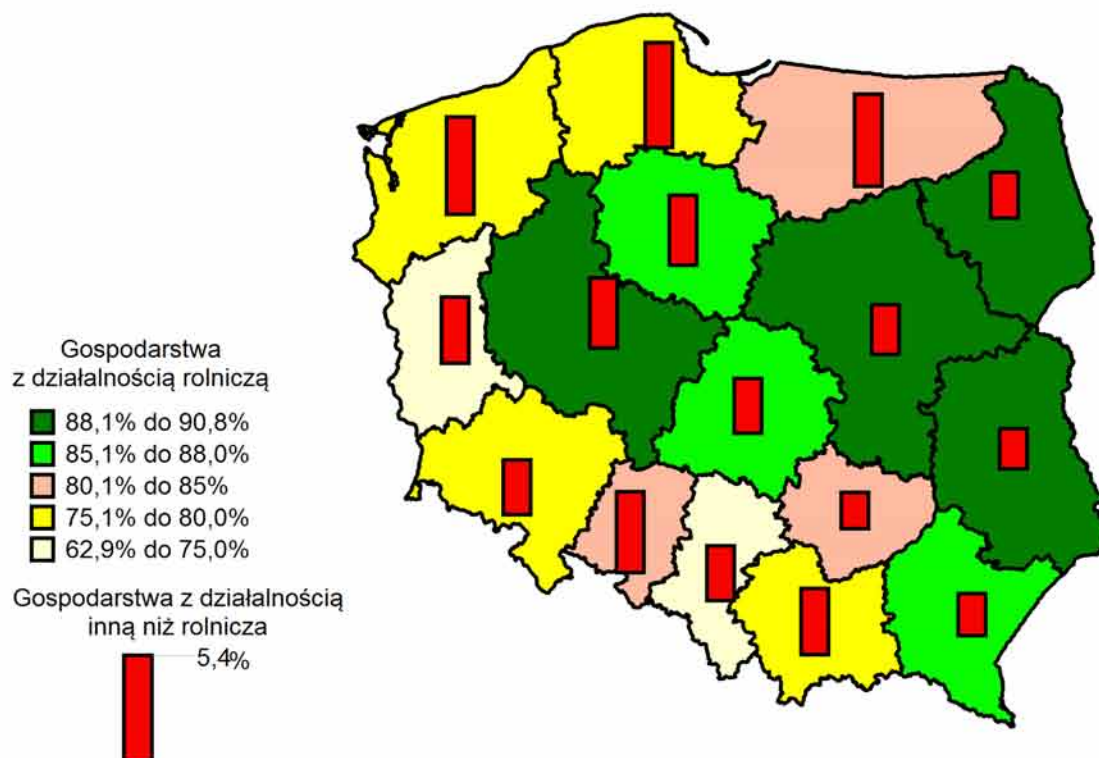 Gospodarstwa
z działalnością rolniczą
88,1% do 90,8%
85,1% do 88,0%
80,1% do 85%
75,1% do 80,0%
62,9% do 75,0%
Gospodarstwa z działalnością
inną niż rolnicza
5,4%